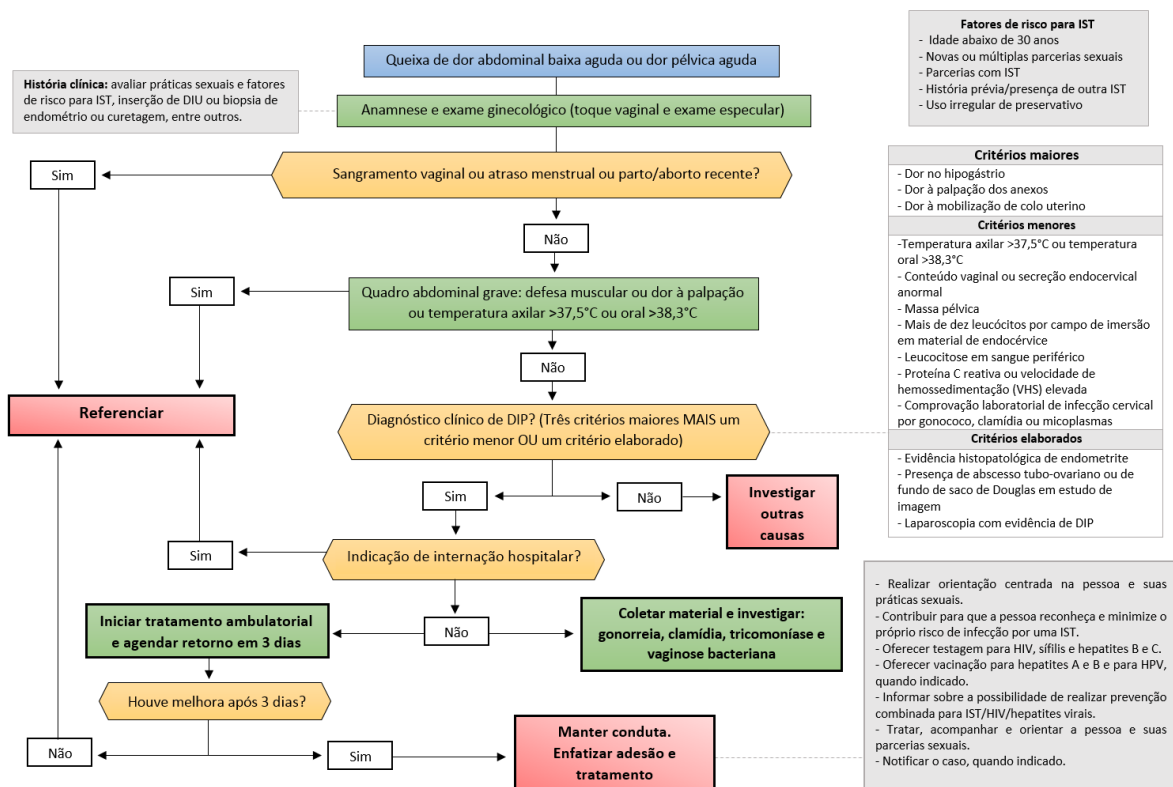 Queixa de dor abdominal baixa aguda ou dor pélvica aguda
História clínica: avaliar práticas sexuais e fatores
de risco para IST, inserção de DIU ou biopsia de
endométrio ou curetagem, entre outros.
Anamnese e exame ginecológico (toque vaginal e exame especular)
Sim
Sangramento vaginal ou atraso menstrual ou parto/aborto recente?
Não
Sim
Quadro abdominal grave: defesa muscular ou dor à palpação
ou temperatura axilar >37,5°C ou oral >38,3°C
Não
Referenciar
Diagnóstico clínico de DIP? (Três critérios maiores MAIS um
critério menor OU um critério elaborado)
Sim
Não
Investigar
outras
causas
Sim
Indicação de internação hospitalar?
Iniciar tratamento ambulatorial
e agendar retorno em 3 dias
Não
Coletar material e investigar:
gonorreia, clamídia, tricomoníase e
vaginose bacteriana
Houve melhora após 3 dias?
Não
Sim
Manter conduta.
Enfatizar adesão e
tratamento
Fatores de risco para IST
- Idade abaixo de 30 anos
- Novas ou múltiplas parcerias sexuais
- Parcerias com IST
- História prévia/presença de outra IST
- Uso irregular de preservativo
Critérios maiores
- Dor no hipogástrio
- Dor à palpação dos anexos
- Dor à mobilização de colo uterino
Critérios menores
-Temperatura axilar >37,5°C ou temperatura
oral >38,3°C
- Conteúdo vaginal ou secreção endocervical
anormal
- Massa pélvica
- Mais de dez leucócitos por campo de imersão
em material de endocérvice
- Leucocitose em sangue periférico
- Proteína C reativa ou velocidade de
hemossedimentação (VHS) elevada
- Comprovação laboratorial de infecção cervical
por gonococo, clamídia ou micoplasmas
Critérios elaborados
- Evidência histopatológica de endometrite
- Presença de abscesso tubo-ovariano ou de
fundo de saco de Douglas em estudo de
imagem
- Laparoscopia com evidência de DIP
- Realizar orientação centrada na pessoa e suas
práticas sexuais.
- Contribuir para que a pessoa reconheça e minimize o
próprio risco de infecção por uma IST.
- Oferecer testagem para HIV, sífilis e hepatites B e C.
- Oferecer vacinação para hepatites A e B e para HPV,
quando indicado.
- Informar sobre a possibilidade de realizar prevenção
combinada para IST/HIV/hepatites virais.
- Tratar, acompanhar e orientar a pessoa e suas
parcerias sexuais.
- Notificar o caso, quando indicado.